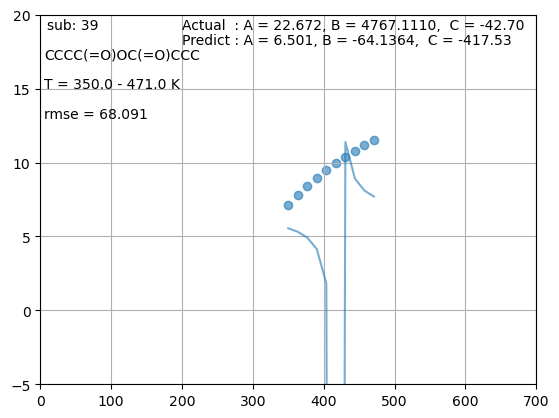 sub: 39
Actual  : A = 22.672, B = 4767.1110,  C = -42.70
Predict : A = 6.501, B = -64.1364,  C = -417.53
CCCC(=O)OC(=O)CCC
T = 350.0 - 471.0 K
rmse = 68.091
20
15
10
5
0
−5
0 100 200 300 400 500 600 700